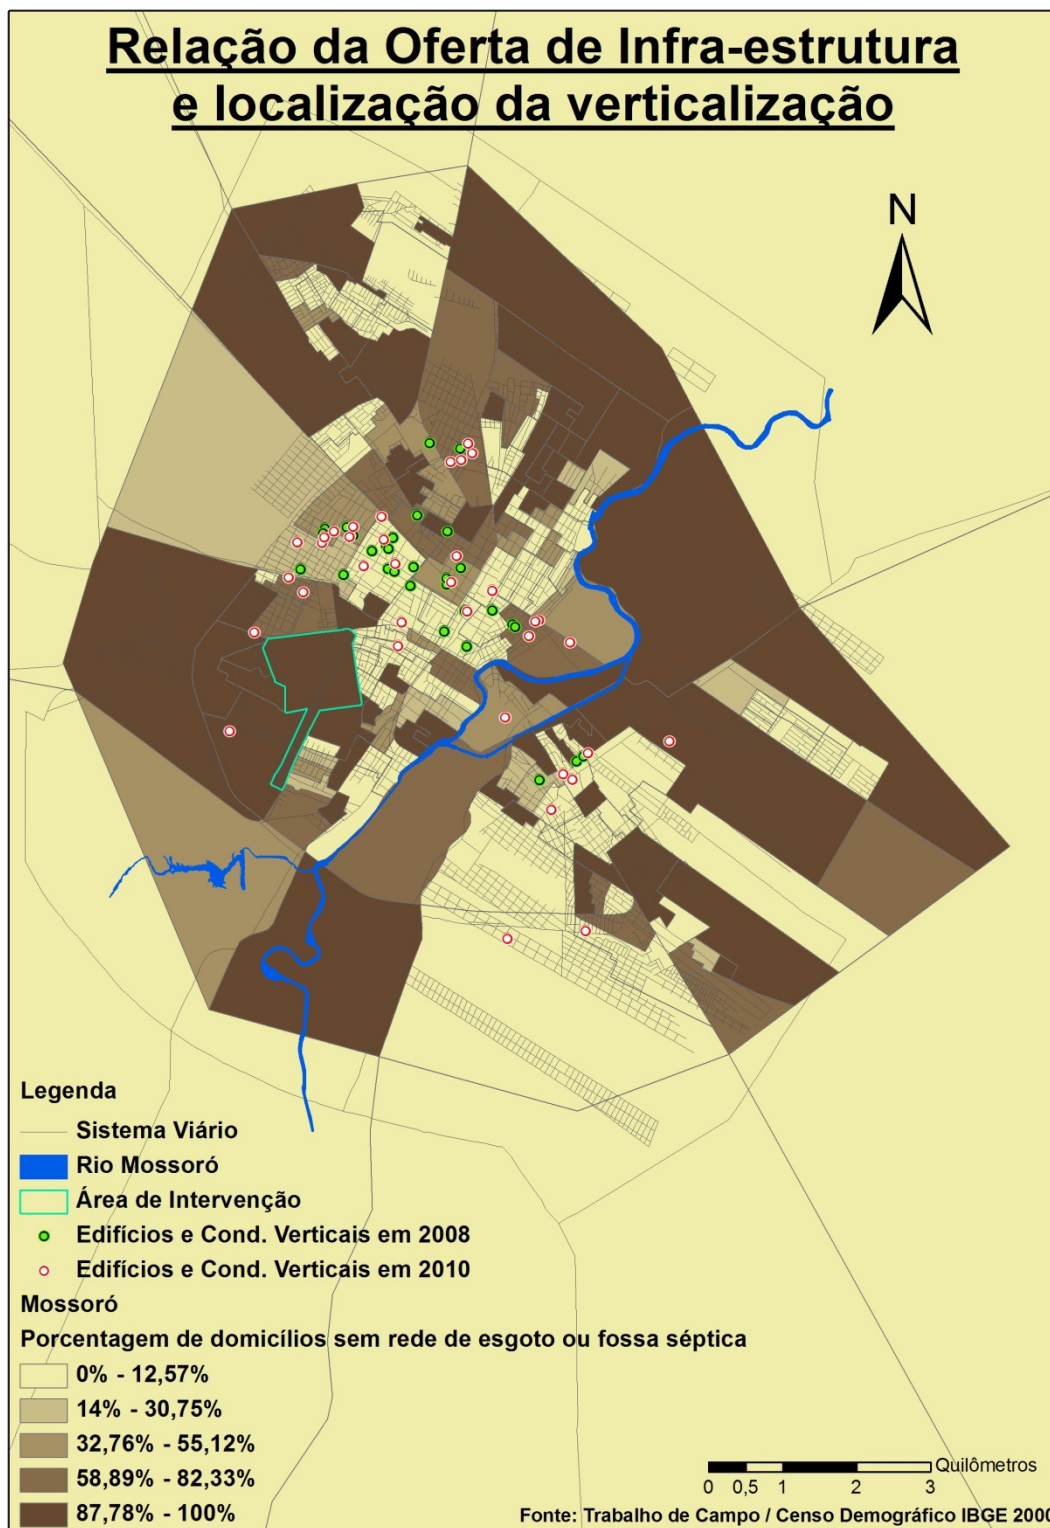 Relação da Oferta de Infra-estrutura
e localização da verticalização
N
Legenda
Sistema Viário
Rio Mossoró
Área de Intervenção
Edifícios e Cond. Verticais em 2008
Edifícios e Cond. Verticais em 2010
Mossoró
Porcentagem de domicílios sem rede de esgoto ou fossa séptica
0% - 12,57%
14% - 30,75%
32,76% - 55,12%
58,89% - 82,33%
87,78% - 100%
Quilômetros
0 0,5 1 2 3
Fonte: Trabalho de Campo / Censo Demográfico IBGE 2000